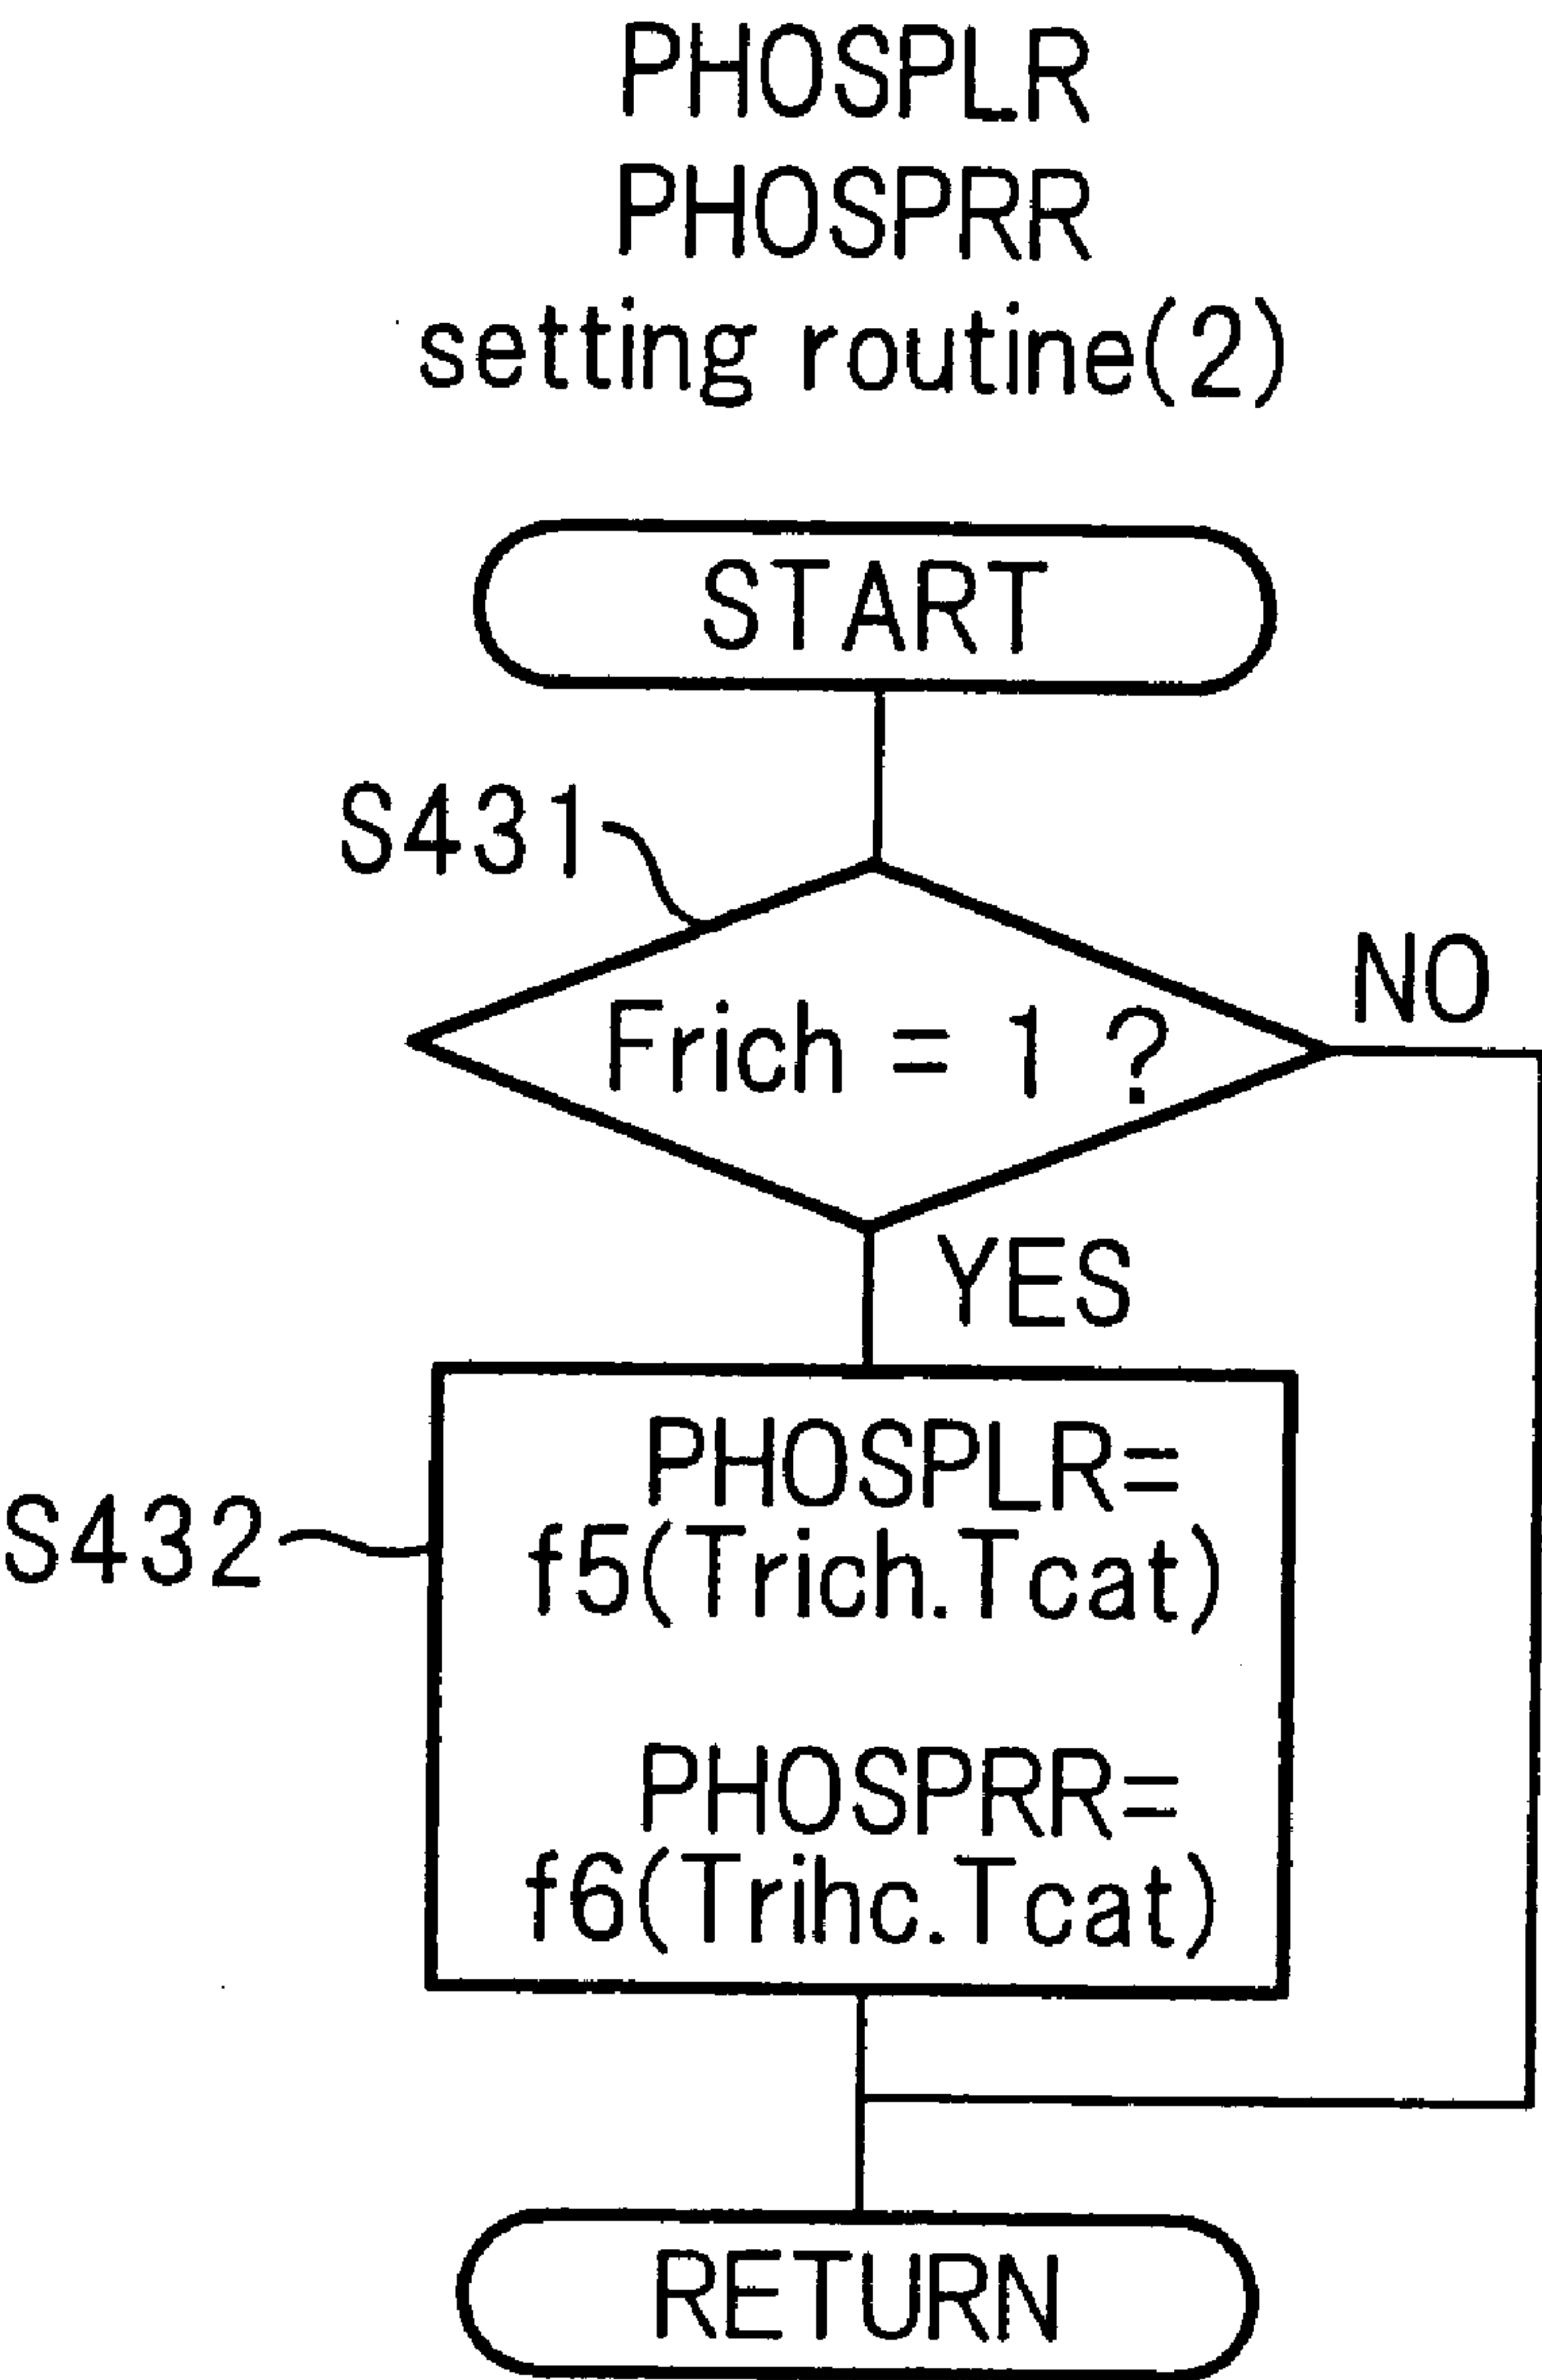 PHOSPLR
PHOSPRR
setting routine(2)
START
S431
Frich = 1 ?
NO
YES
S432
PHOSPLR=
f5(Trich.Tcat)
PHOSPRR=
f6(Trihc.Tcat)
RETURN